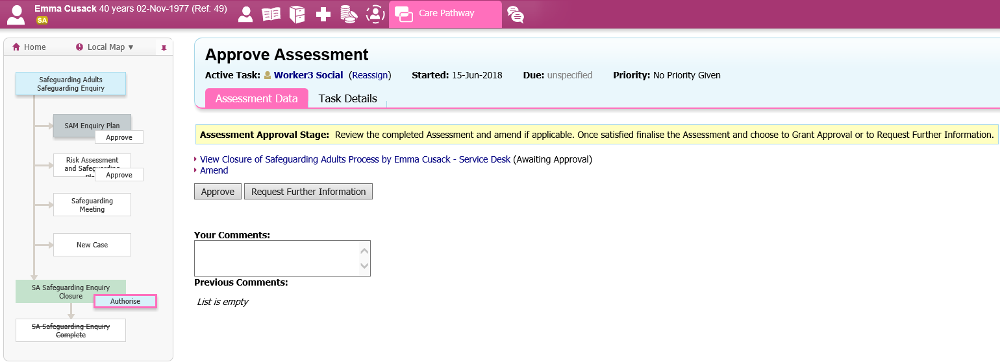 Emma Cusack 40 years 02-Nov-1977 (Ref: 49)
SA
Care Pathway
Home
Local Map ▼
Safeguarding Adults
Safeguarding Enquiry
SAM Enquiry Plan
Approve
Risk Assessment
and Safeguarding
Approve
Safeguarding
Meeting
New Case
SA Safeguarding Enquiry
Closure
Authorise
SA Safeguarding Enquiry
Complete
Approve Assessment
Active Task: Worker3 Social (Reassign) Started: 15-Jun-2018 Due: unspecified Priority: No Priority Given
Assessment Data Task Details
Assessment Approval Stage: Review the completed Assessment and amend if applicable. Once satisfied finalise the Assessment and choose to Grant Approval or to Request Further Information.
View Closure of Safeguarding Adults Process by Emma Cusack - Service Desk (Awaiting Approval)
Amend
Approve Request Further Information
Your Comments:
Previous Comments:
List is empty